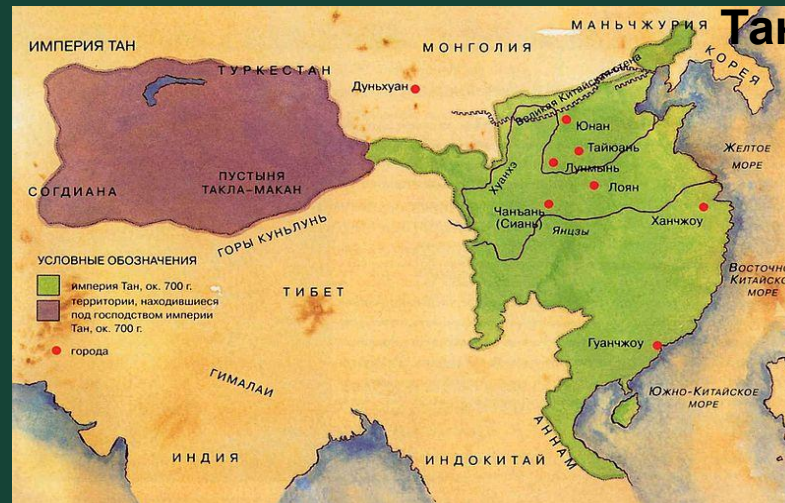 Тан
МАНЬЧЖУРИЯ
ИМПЕРИЯ ТАН
МОНГОЛИЯ
КОРЕЯ
ТУРКЕСТАН
Дуньхуан
Великая Китайская стена
Юнан
Тайюань
ЖЕЛТОЕ
МОРЕ
Лунмынь
ПУСТЫНЯ
ТАКЛА-МАКАН
Хуанхэ
СОГДИАНА
Лоян
Чанъань
(Сиань)
Ханчжоу
Янцзы
ГОРЫ КУНЬЛУНЬ
УСЛОВНЫЕ ОБОЗНАЧЕНИЯ
империя Тан, ок. 700 г.
территории, находившиеся
под господством империи
Тан, ок. 700 г.
города
ТИБЕТ
ВОСТОЧНО-
КИТАЙСКОЕ
МОРЕ
Гуанчжоу
ГИМАЛАИ
ЮЖНО-КИТАЙСКОЕ
МОРЕ
АННАМ
ИНДИЯ
ИНДОКИТАЙ